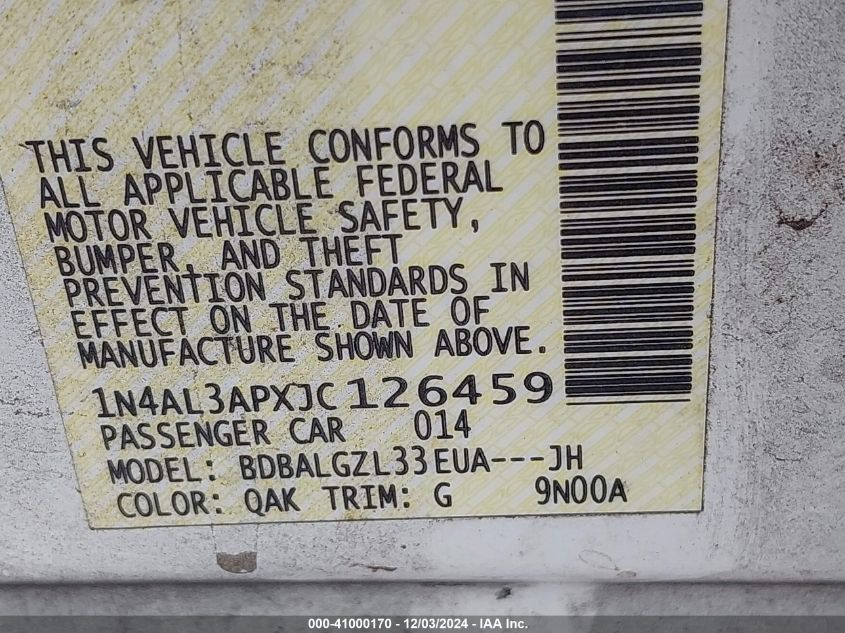 THIS VEHICLE CONFORMS TO
ALL APPLICABLE FEDERAL
MOTOR VEHICLE SAFETY,
BUMPER, AND THEFT
PREVENTION STANDARDS IN
EFFECT ON THE DATE OF
MANUFACTURE SHOWN ABOVE.
1N4AL3APXJC126459
PASSENGER CAR 014
MODEL: BDBALGZL33EUA---JH
COLOR: QAK TRIM: G 9N00A
000-41000170 - 12/03/2024 - IAA Inc.